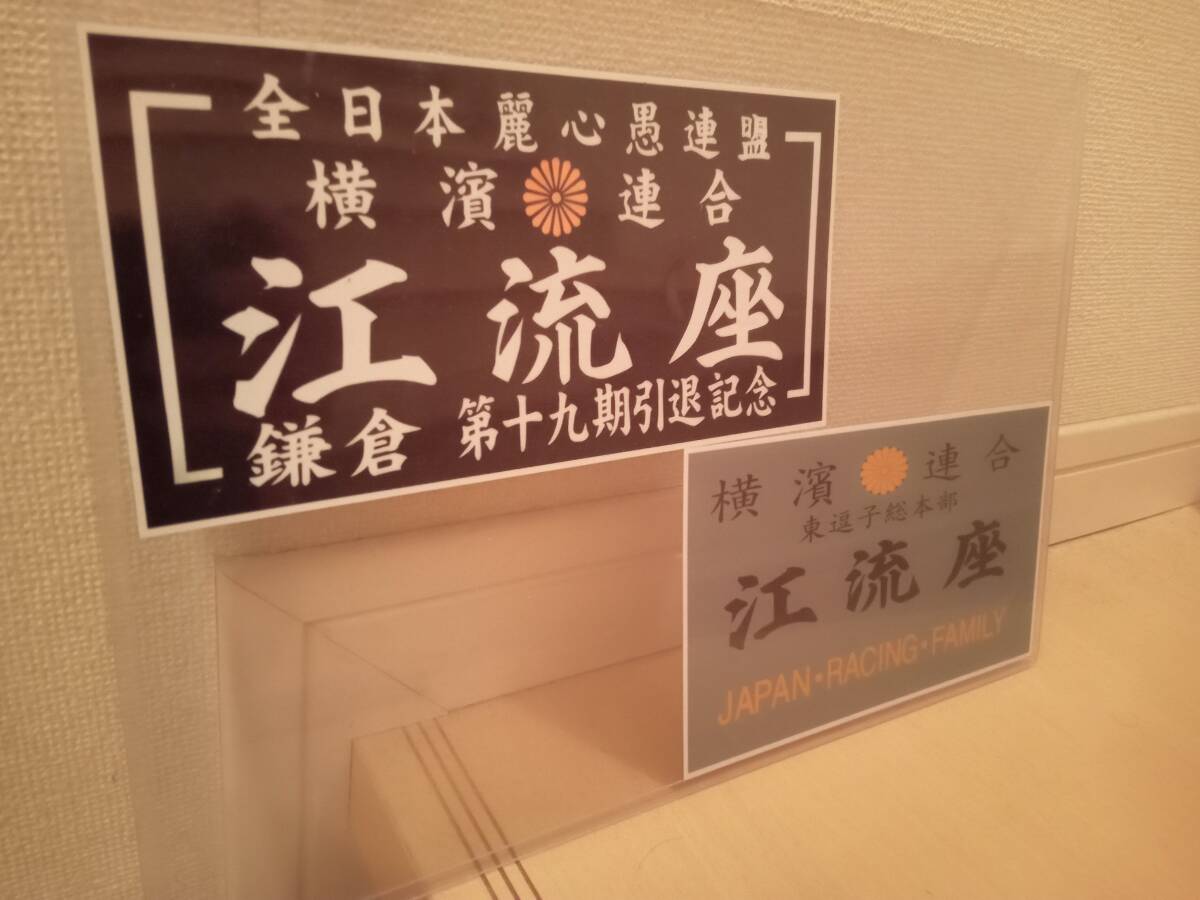 全日本麗心愚連盟
横濱連合
江流座
鎌倉 第十九期引退記念
横濱連合
東逗子総本部
江流座
JAPAN・RACING・FAMILY